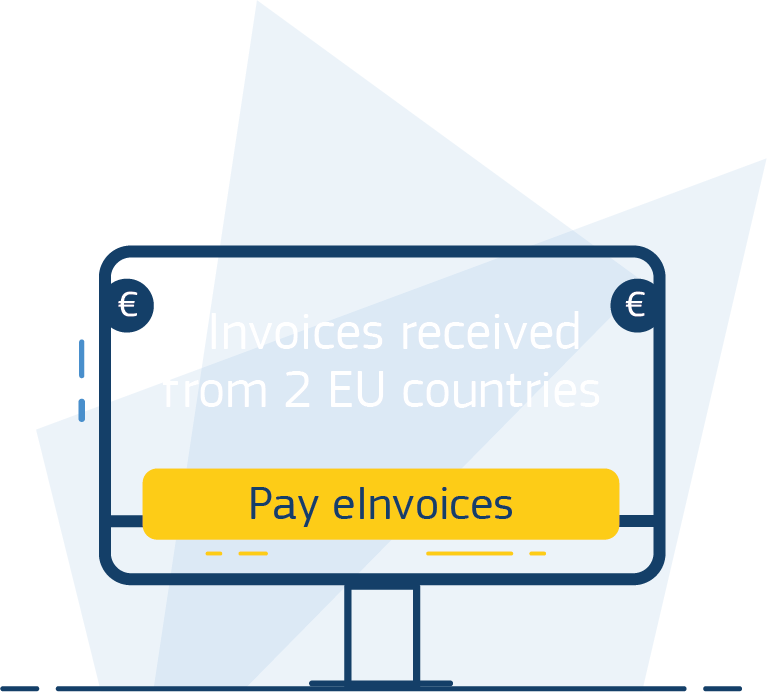 € €
Invoices received
from 2 EU countries
Pay eInvoices